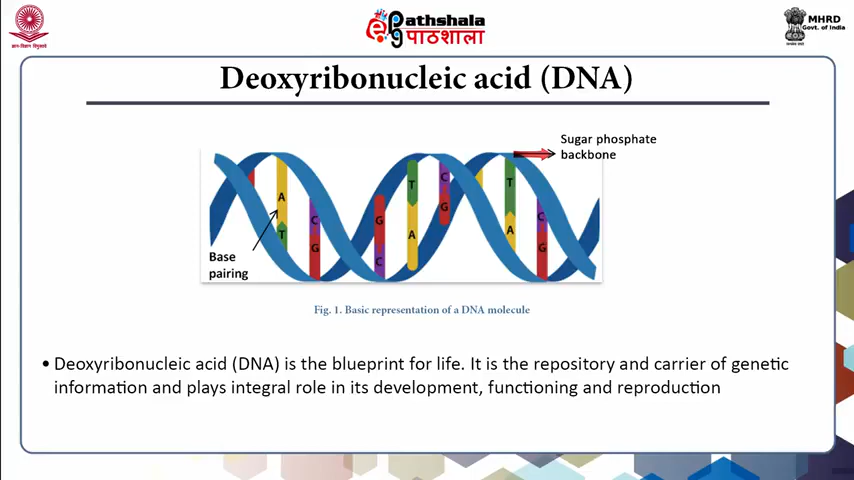 Pathshala
पाठशाला
MHRD
Govt. of India
Deoxyribonucleic acid (DNA)
Sugar phosphate
backbone
A
T
C
G
G
C
T
A
C
G
T
A
C
G
Base
pairing
Fig. 1. Basic representation of a DNA molecule
• Deoxyribonucleic acid (DNA) is the blueprint for life. It is the repository and carrier of genetic
information and plays integral role in its development, functioning and reproduction